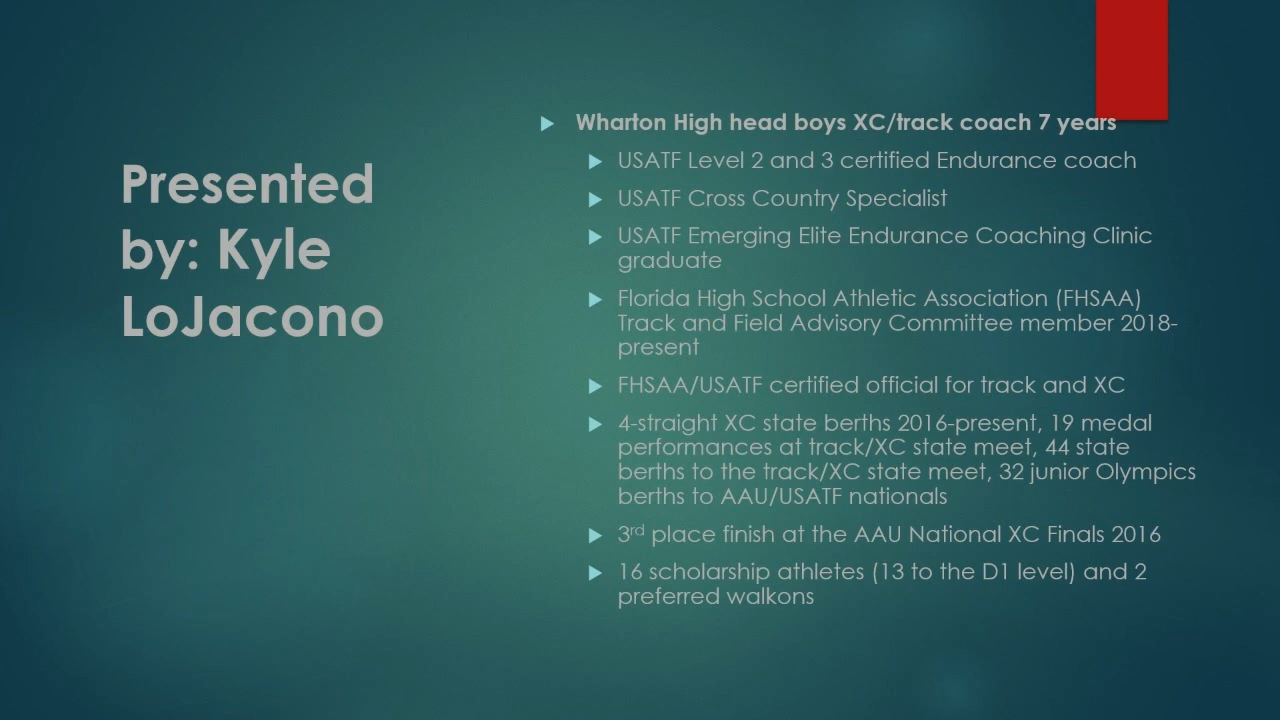 Presented
by: Kyle
LoJacono
Wharton High head boys XC/track coach 7 years
USATF Level 2 and 3 certified Endurance coach
USATF Cross Country Specialist
USATF Emerging Elite Endurance Coaching Clinic
graduate
Florida High School Athletic Association (FHSAA)
Track and Field Advisory Committee member 2018-
present
FHSAA/USATF certified official for track and XC
4-straight XC state berths 2016-present, 19 medal
performances at track/XC state meet, 44 state
berths to the track/XC state meet, 32 junior Olympics
berths to AAU/USATF nationals
3rd place finish at the AAU National XC Finals 2016
16 scholarship athletes (13 to the D1 level) and 2
preferred walkons